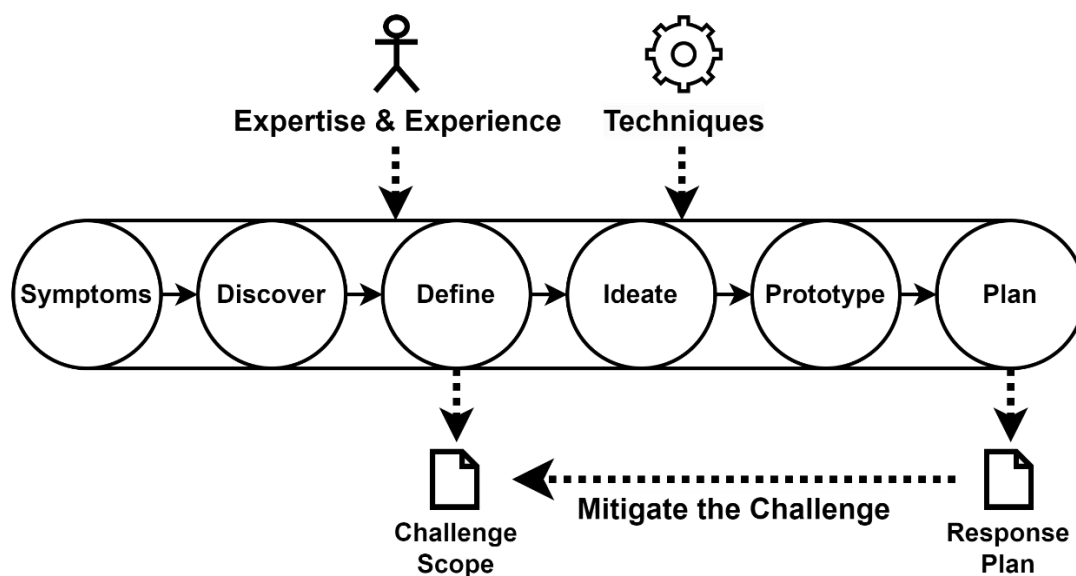 Expertise & Experience
Techniques
Symptoms
Discover
Define
Ideate
Prototype
Plan
Mitigate the Challenge
Challenge
Scope
Response
Plan